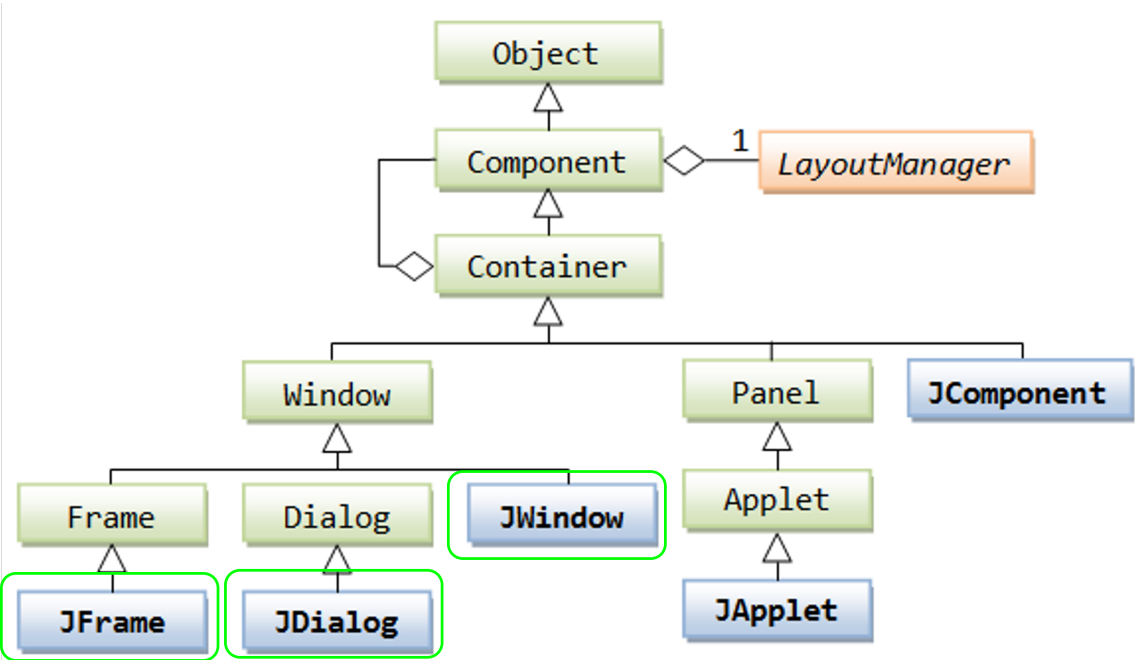 Object
Component
1
LayoutManager
Container
Window
Panel
JComponent
Frame
Dialog
JWindow
Applet
JFrame
JDialog
JApplet